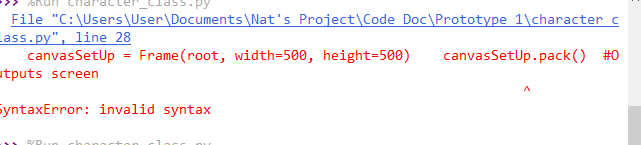 >>> %Run character_class.py
File "C:\Users\User\Documents\Nat's Project\Code Doc\Prototype 1\character_c
lass.py", line 28
canvasSetUp = Frame(root, width=500, height=500)    canvasSetUp.pack()  #O
utputs screen
^
SyntaxError: invalid syntax
>>> %Run character_class.py